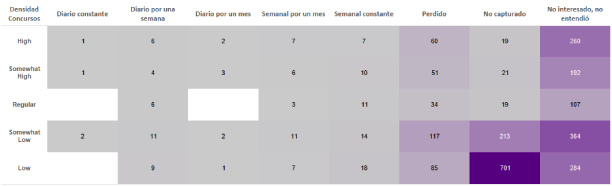 Densidad Concursos Diario constante Diario por una semana Diario por un mes Semanal por un mes Semanal constante Perdido No capturado No interesado, no entendió
High 1 6 2 7 7 60 19 260
Somewhat High 1 4 3 6 10 51 21 192
Regular 6 3 11 34 19 107
Somewhat Low 2 11 2 11 14 117 213 364
Low 9 1 7 18 85 701 284